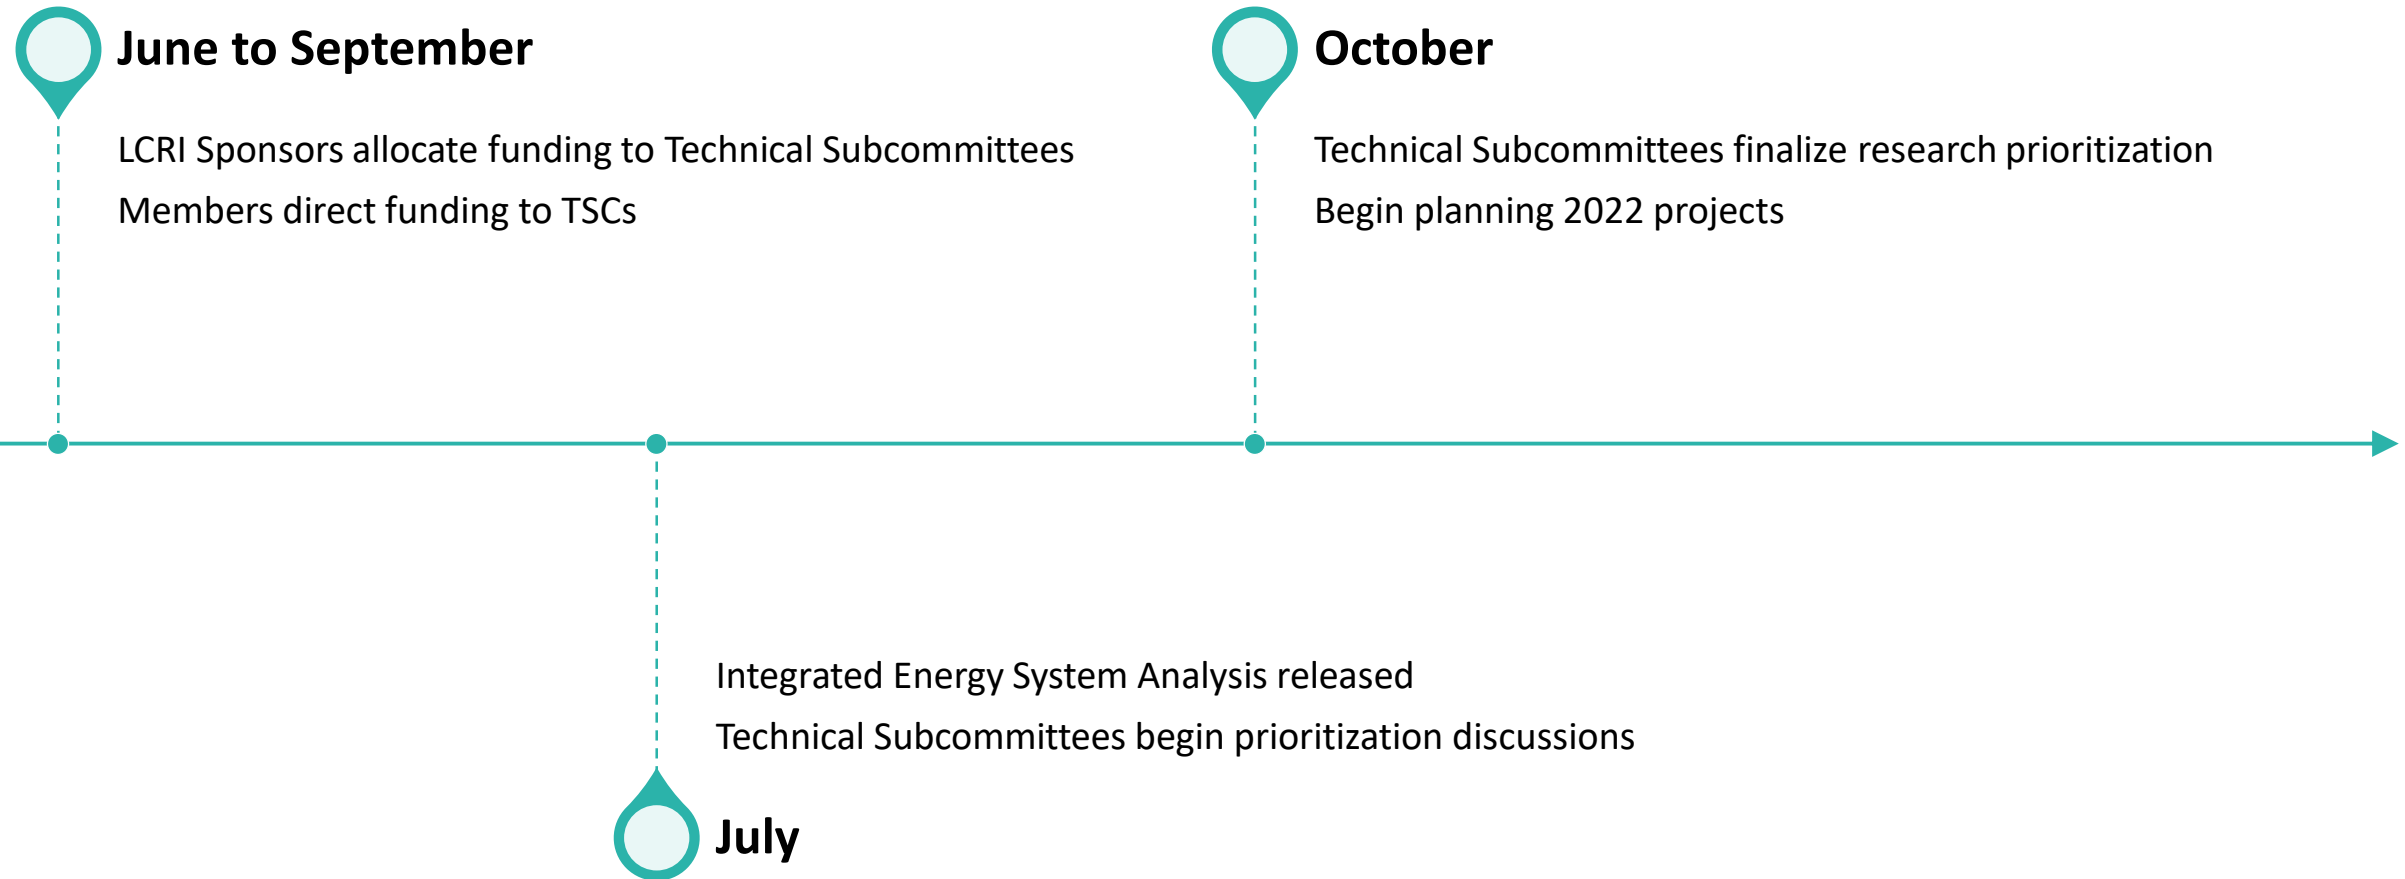 June to September
LCRI Sponsors allocate funding to Technical Subcommittees
Members direct funding to TSCs
October
Technical Subcommittees finalize research prioritization
Begin planning 2022 projects
Integrated Energy System Analysis released
Technical Subcommittees begin prioritization discussions
July